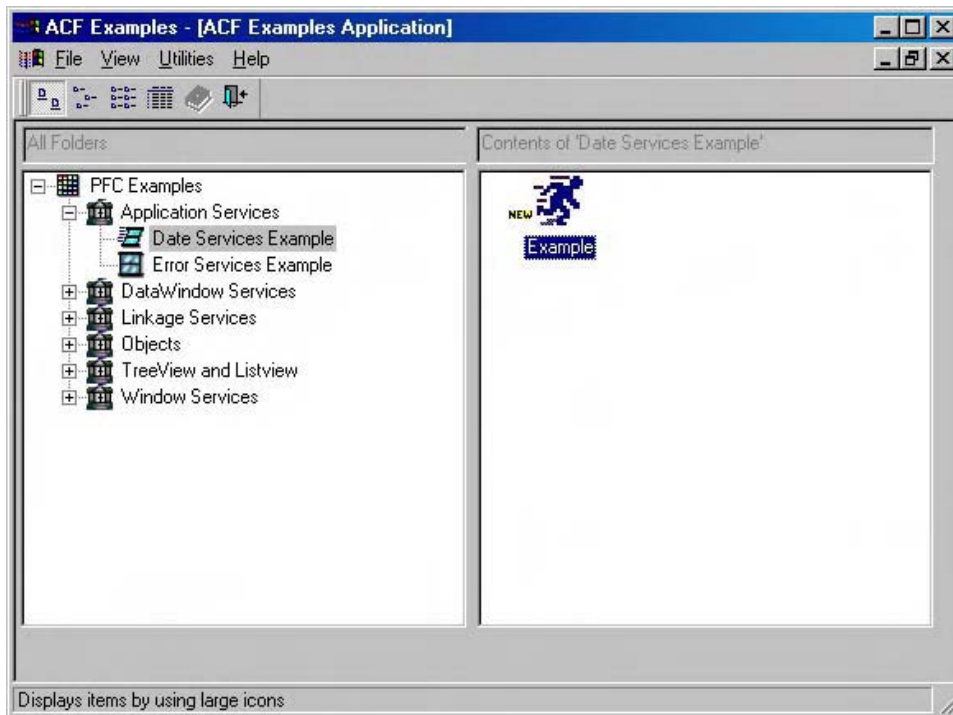 ACF Examples - [ACF Examples Application]
File View Utilities Help
All Folders
Contents of 'Date Services Example'
PFC Examples
Application Services
Date Services Example
Error Services Example
DataWindow Services
Linkage Services
Objects
TreeView and Listview
Window Services
NEW
Example
Displays items by using large icons